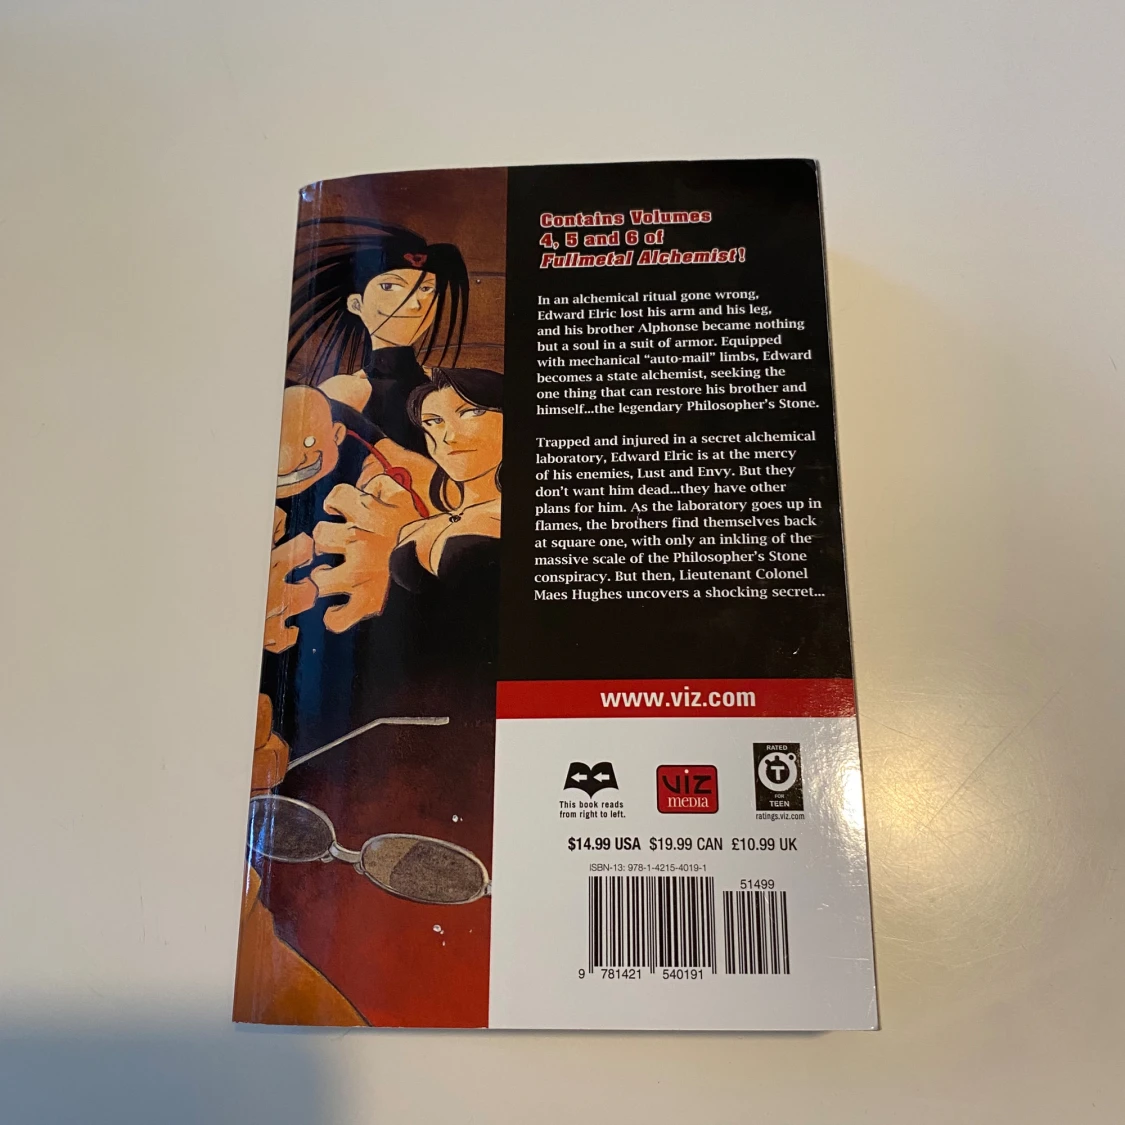 Contains Volumes
4, 5 and 6 of
Fullmetal Alchemist!
In an alchemical ritual gone wrong,
Edward Elric lost his arm and his leg,
and his brother Alphonse became nothing
but a soul in a suit of armor. Equipped
with mechanical “auto-mail” limbs, Edward
becomes a state alchemist, seeking the
one thing that can restore his brother and
himself...the legendary Philosopher’s Stone.
Trapped and injured in a secret alchemical
laboratory, Edward Elric is at the mercy
of his enemies, Lust and Envy. But they
don’t want him dead...they have other
plans for him. As the laboratory goes up in
flames, the brothers find themselves back
at square one, with only an inkling of the
massive scale of the Philosopher’s Stone
conspiracy. But then, Lieutenant Colonel
Maes Hughes uncovers a shocking secret...
www.viz.com
This book reads
from right to left.
VIZ
MEDIA
RATED
T
FOR
TEEN
ratings.viz.com
$14.99 USA $19.99 CAN £10.99 UK
ISBN-13: 978-1-4215-4019-1
51499
9 781421 540191